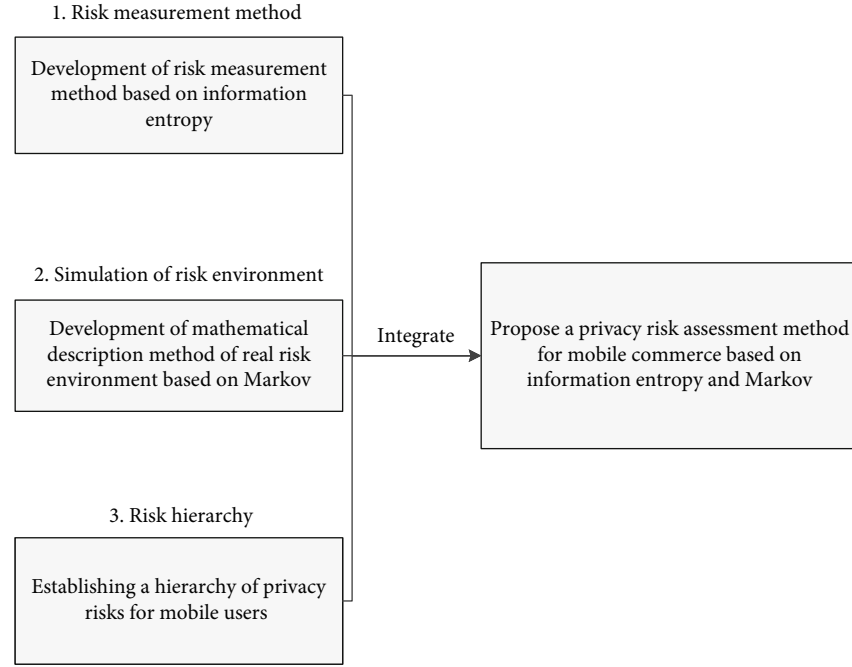 1. Risk measurement method
Development of risk measurement
method based on information
entropy
2. Simulation of risk environment
Development of mathematical
description method of real risk
environment based on Markov
3. Risk hierarchy
Establishing a hierarchy of privacy
risks for mobile users
Integrate
Propose a privacy risk assessment method
for mobile commerce based on
information entropy and Markov